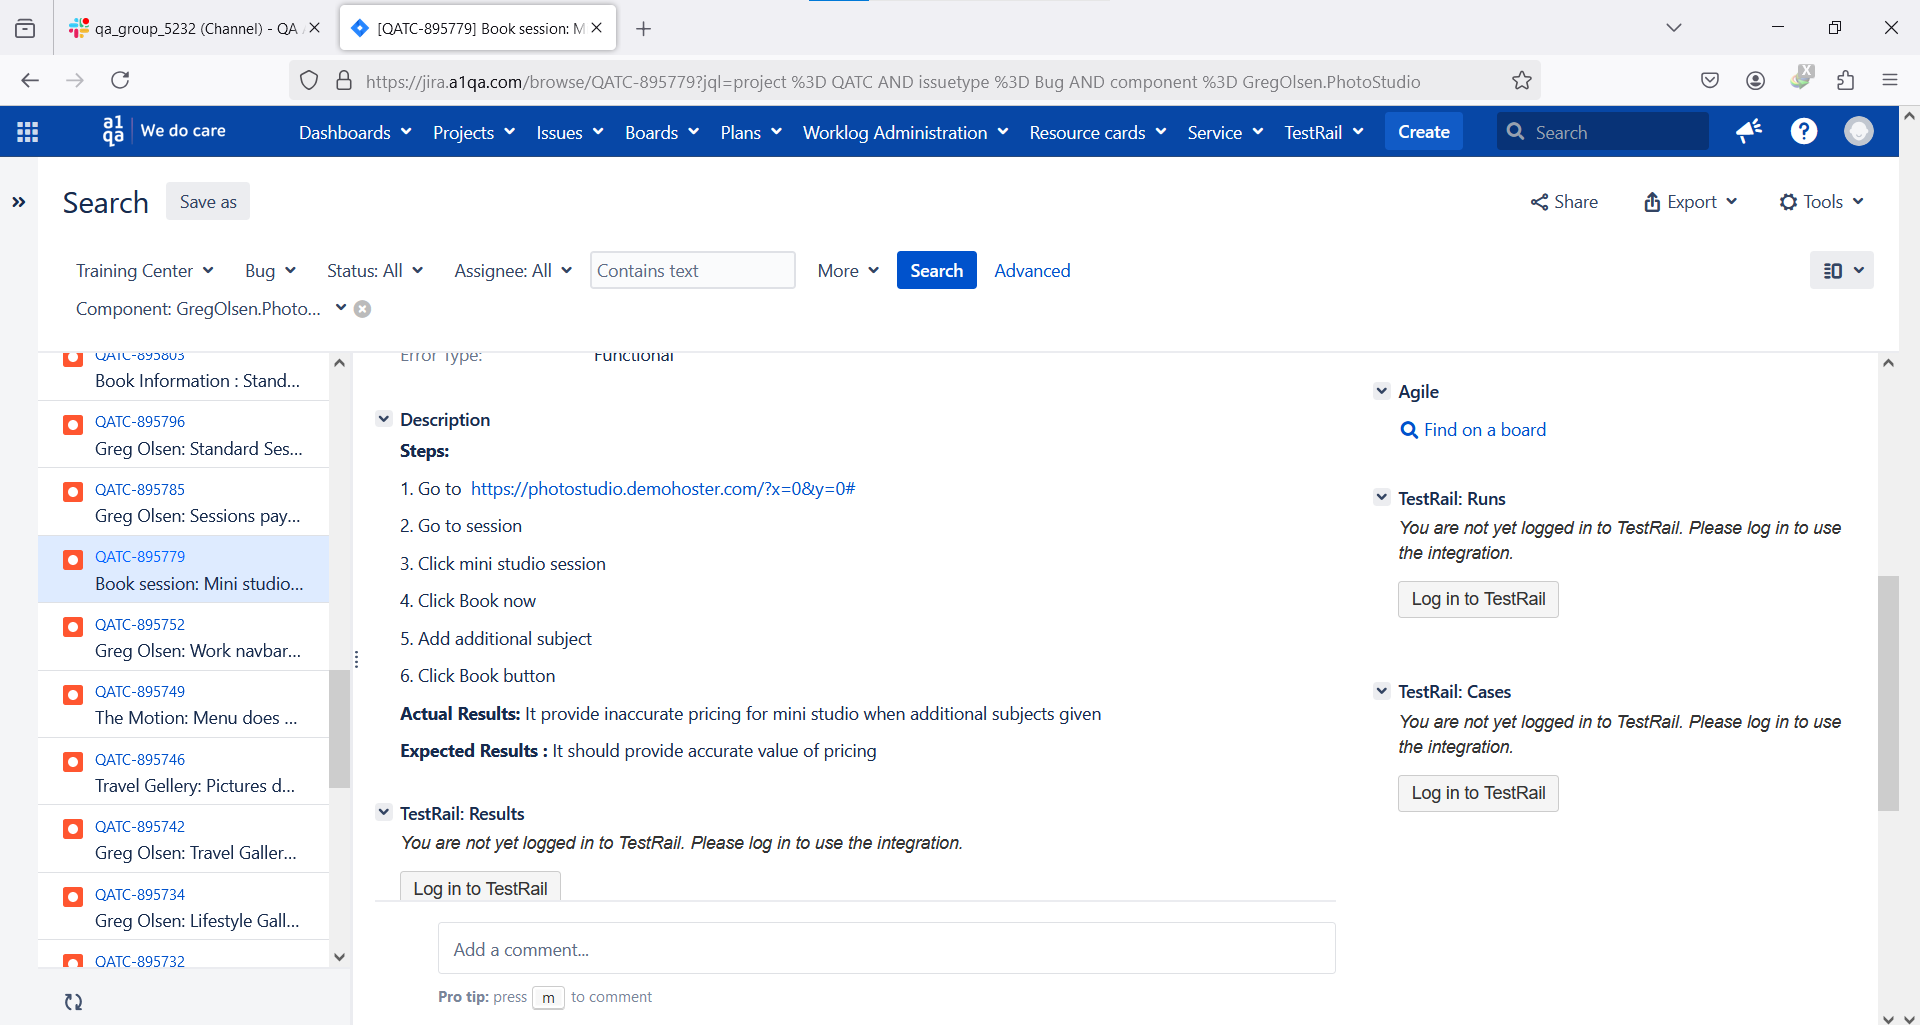 qa_group_5232 (Channel) - QA
[QATC-895779] Book session: M
https://jira.a1qa.com/browse/QATC-895779?jql=project %3D QATC AND issuetype %3D Bug AND component %3D GregOlsen.PhotoStudio
a1 qa We do care Dashboards Projects Issues Boards Plans Worklog Administration Resource cards Service TestRail Create Search
Search Save as Share Export Tools
Training Center Bug Status: All Assignee: All Contains text More Search Advanced
Component: GregOlsen.Photo...
QATC-895803
Book Information : Stand...
QATC-895796
Greg Olsen: Standard Ses...
QATC-895785
Greg Olsen: Sessions pay...
QATC-895779
Book session: Mini studio...
QATC-895752
Greg Olsen: Work navbar...
QATC-895749
The Motion: Menu does ...
QATC-895746
Travel Gellery: Pictures d...
QATC-895742
Greg Olsen: Travel Galler...
QATC-895734
Greg Olsen: Lifestyle Gall...
QATC-895732
Error Type: Functional
Description
Steps:
1. Go to https://photostudio.demohoster.com/?x=0&y=0#
2. Go to session
3. Click mini studio session
4. Click Book now
5. Add additional subject
6. Click Book button
Actual Results: It provide inaccurate pricing for mini studio when additional subjects given
Expected Results : It should provide accurate value of pricing
TestRail: Results
You are not yet logged in to TestRail. Please log in to use the integration.
Log in to TestRail
Add a comment...
Pro tip: press m to comment
Agile
Find on a board
TestRail: Runs
You are not yet logged in to TestRail. Please log in to use
the integration.
Log in to TestRail
TestRail: Cases
You are not yet logged in to TestRail. Please log in to use
the integration.
Log in to TestRail